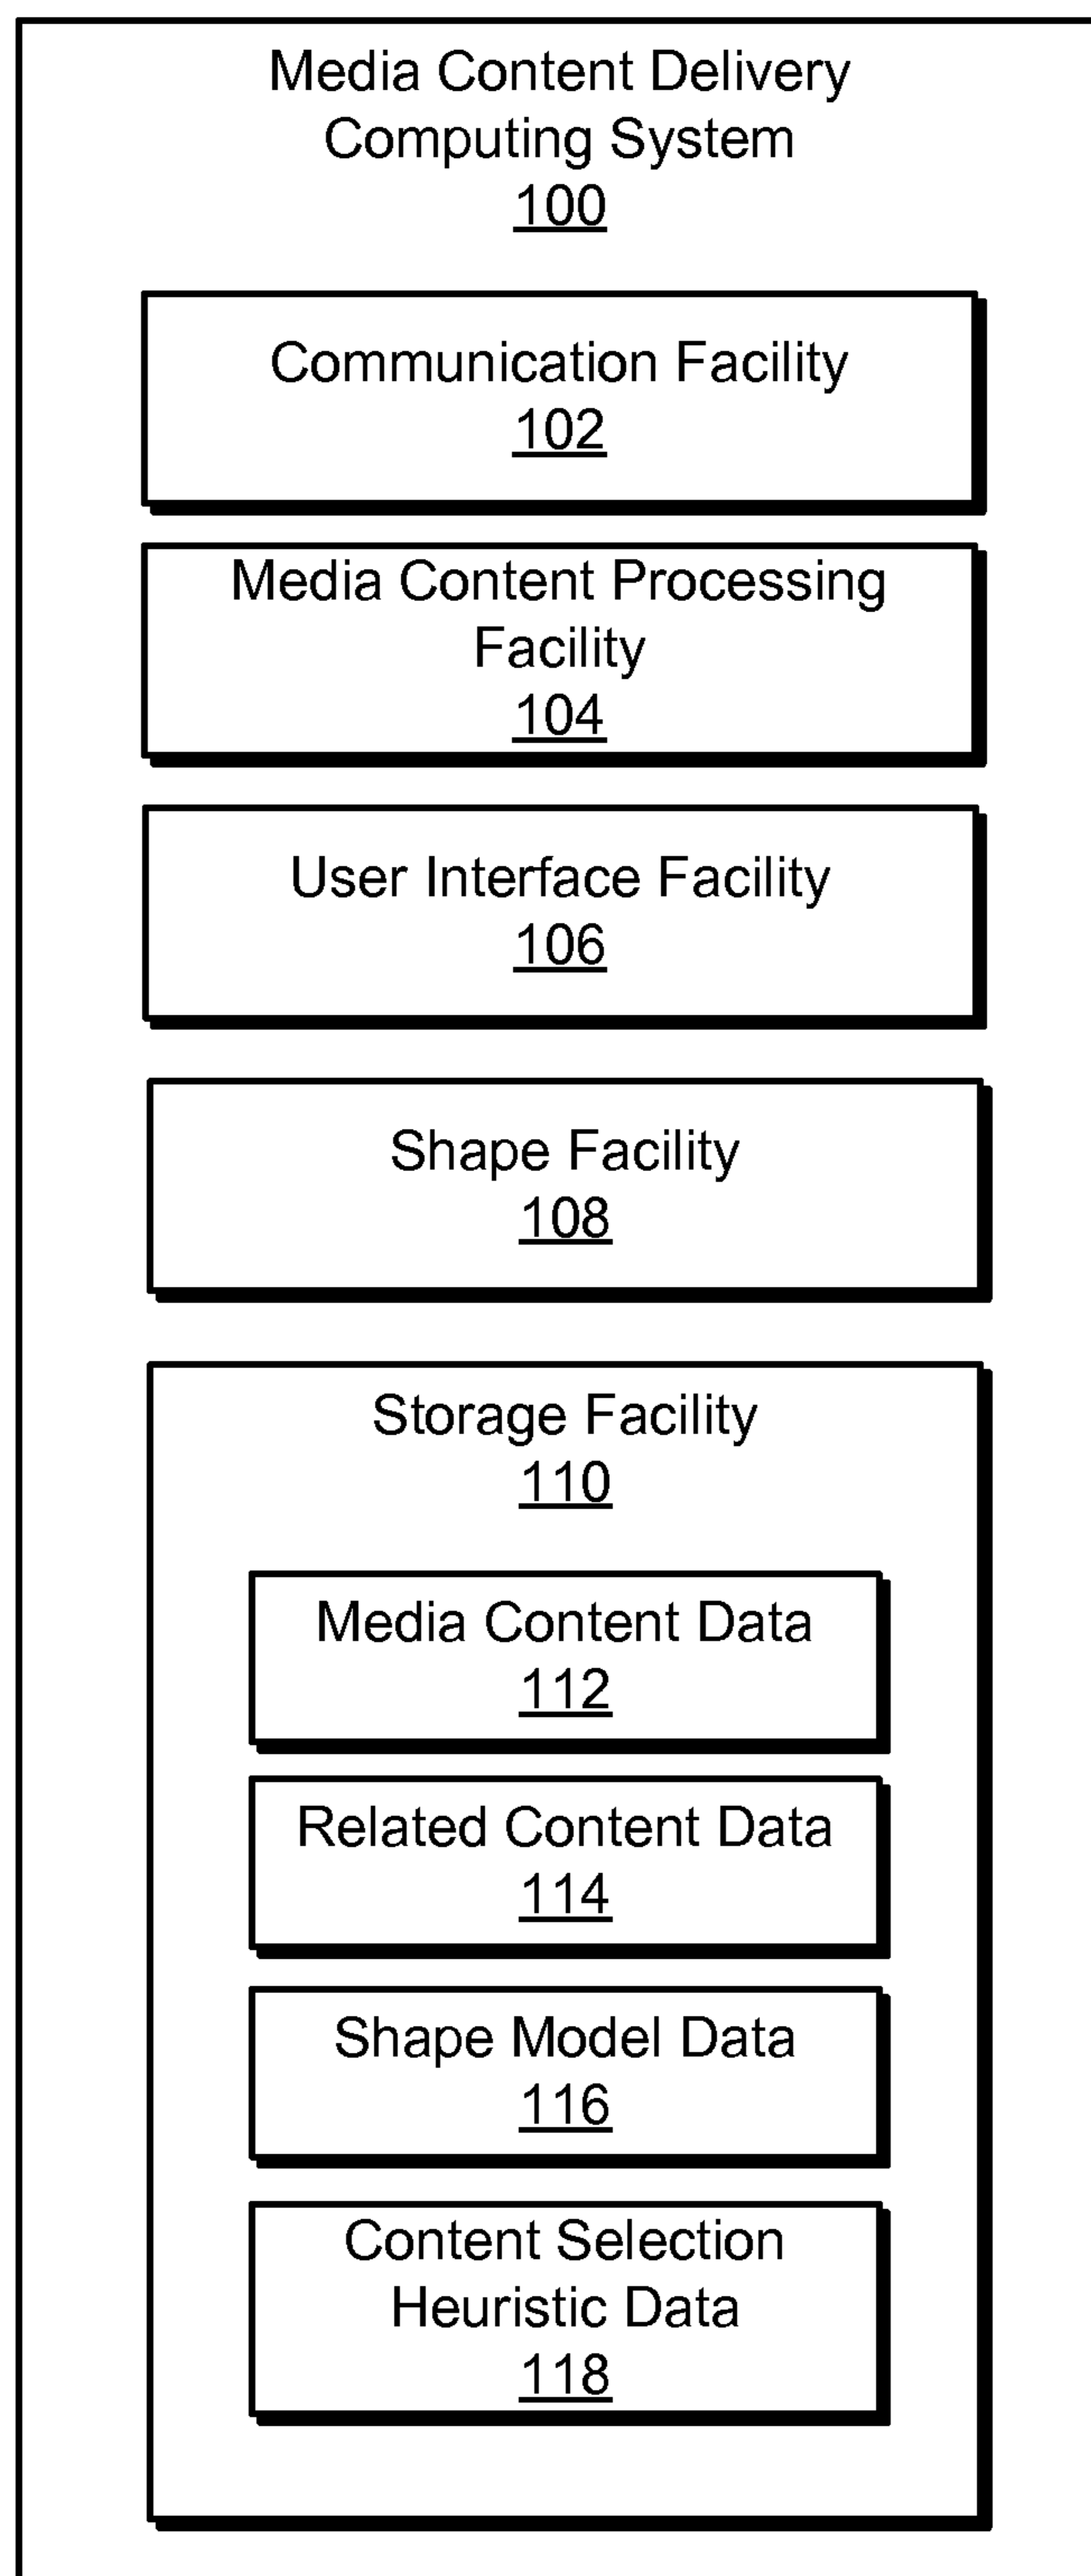 Media Content Delivery
Computing System
100
Communication Facility
102
Media Content Processing
Facility
104
User Interface Facility
106
Shape Facility
108
Storage Facility
110
Media Content Data
112
Related Content Data
114
Shape Model Data
116
Content Selection
Heuristic Data
118